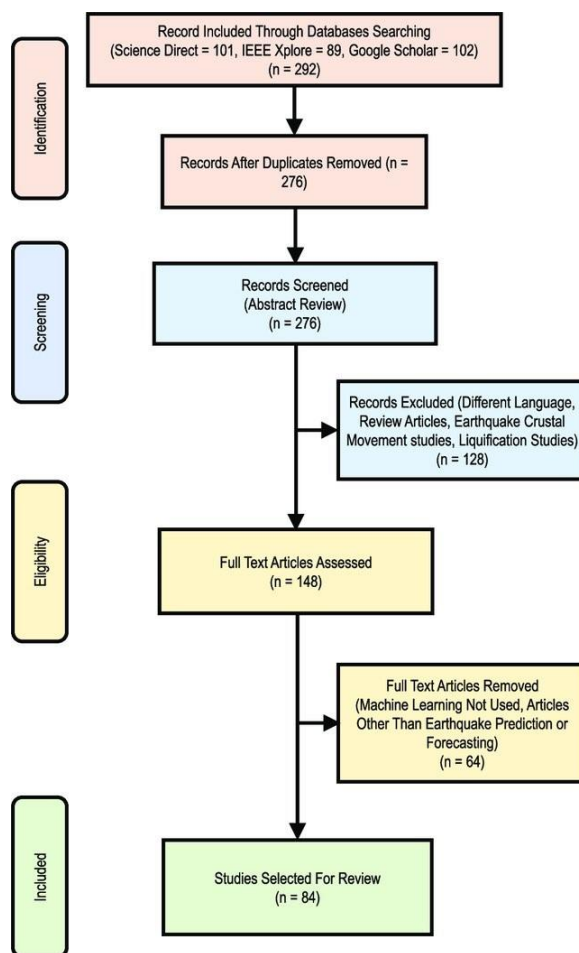 Record Included Through Databases Searching
(Science Direct = 101, IEEE Xplore = 89, Google Scholar = 102)
(n = 292)
Identification
Records After Duplicates Removed (n =
276)
Screening
Records Screened
(Abstract Review)
(n = 276)
Records Excluded (Different Language,
Review Articles, Earthquake Crustal
Movement studies, Liquification Studies)
(n = 128)
Eligibility
Full Text Articles Assessed
(n = 148)
Full Text Articles Removed
(Machine Learning Not Used, Articles
Other Than Earthquake Prediction or
Forecasting)
(n = 64)
Included
Studies Selected For Review
(n = 84)